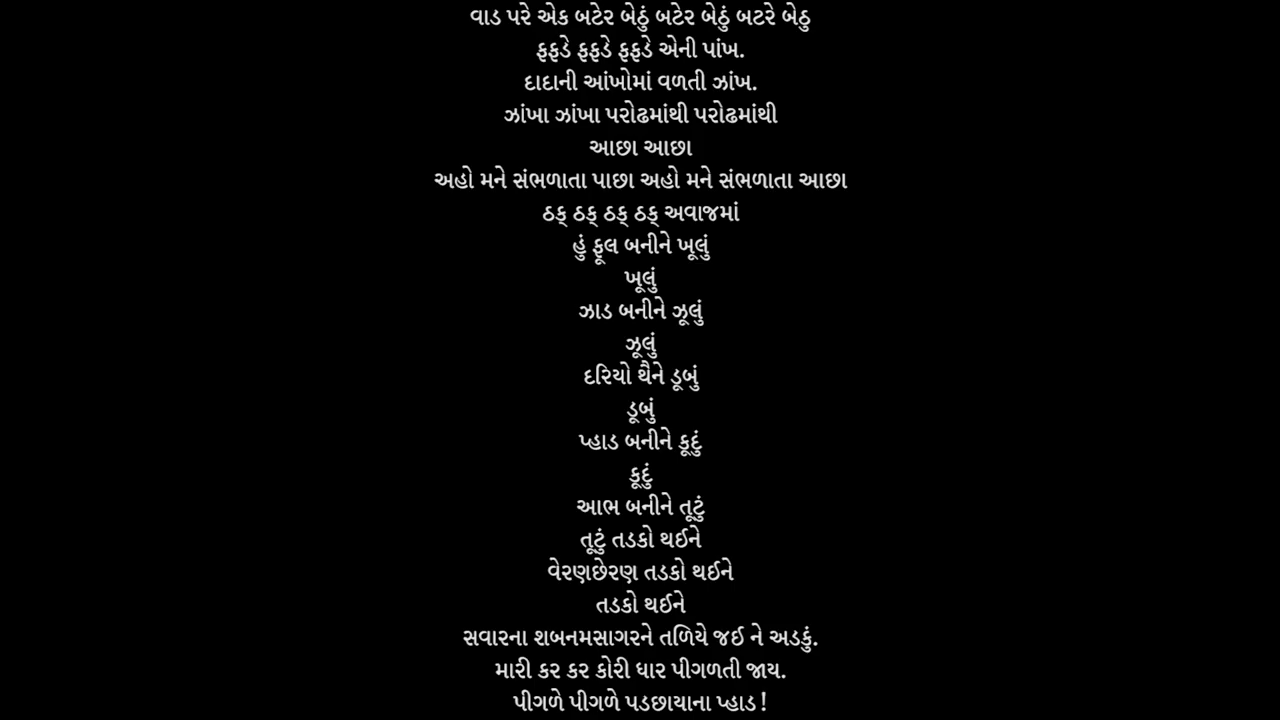 વાડ પરે એક બટેર બેઠું બટેર બેઠું બટરે બેઠુ
ફફડે ફફડે ફફડે એની પાંખ.
દાદાની આંખોમાં વળતી ઝાંખ.
ઝાંખા ઝાંખા પરોઢમાંથી પરોઢમાંથી
આછા આછા
અહો મને સંભળાતા પાછા અહો મને સંભળાતા આછા
ઠક્ ઠક્ ઠક્ ઠક્ અવાજમાં
હું ફૂલ બનીને ખૂલું
ખૂલું
ઝાડ બનીને ઝૂલું
ઝૂલું
દરિયો થૈને ડૂબું
ડૂબું
પ્હાડ બનીને કૂદું
કૂદું
આભ બનીને તૂટું
તૂટું તડકો થઈને
વેરણછેરણ તડકો થઈને
તડકો થઈને
સવારના શબનમસાગરને તળિયે જઈ ને અડકું.
મારી કર કર કોરી ધાર પીગળતી જાય.
પીગળે પીગળે પડછાયાના પ્હાડ !